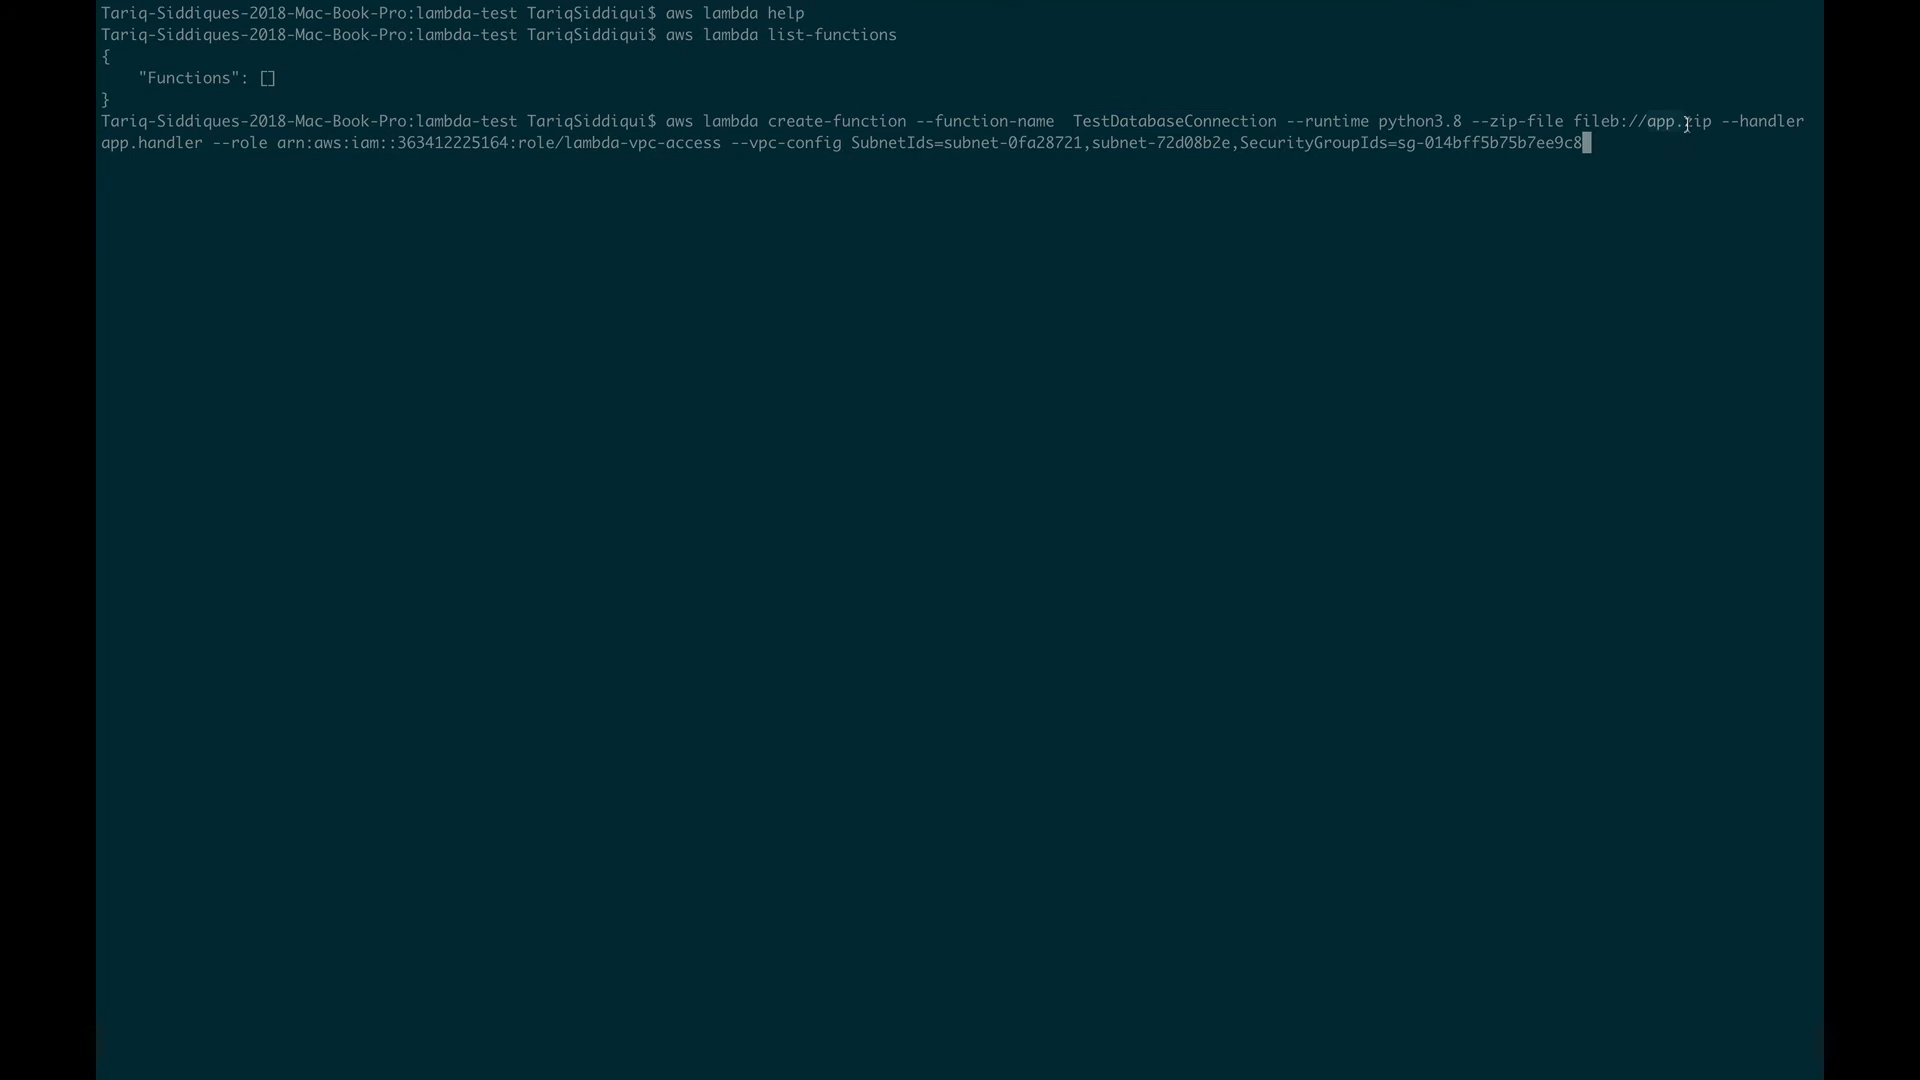 Tariq-Siddiques-2018-Mac-Book-Pro:lambda-test TariqSiddiqui$ aws lambda help
Tariq-Siddiques-2018-Mac-Book-Pro:lambda-test TariqSiddiqui$ aws lambda list-functions
{
    "Functions": []
}
Tariq-Siddiques-2018-Mac-Book-Pro:lambda-test TariqSiddiqui$ aws lambda create-function --function-name  TestDatabaseConnection --runtime python3.8 --zip-file fileb://app.zip --handler
app.handler --role arn:aws:iam::363412225164:role/lambda-vpc-access --vpc-config SubnetIds=subnet-0fa28721,subnet-72d08b2e,SecurityGroupIds=sg-014bff5b75b7ee9c8